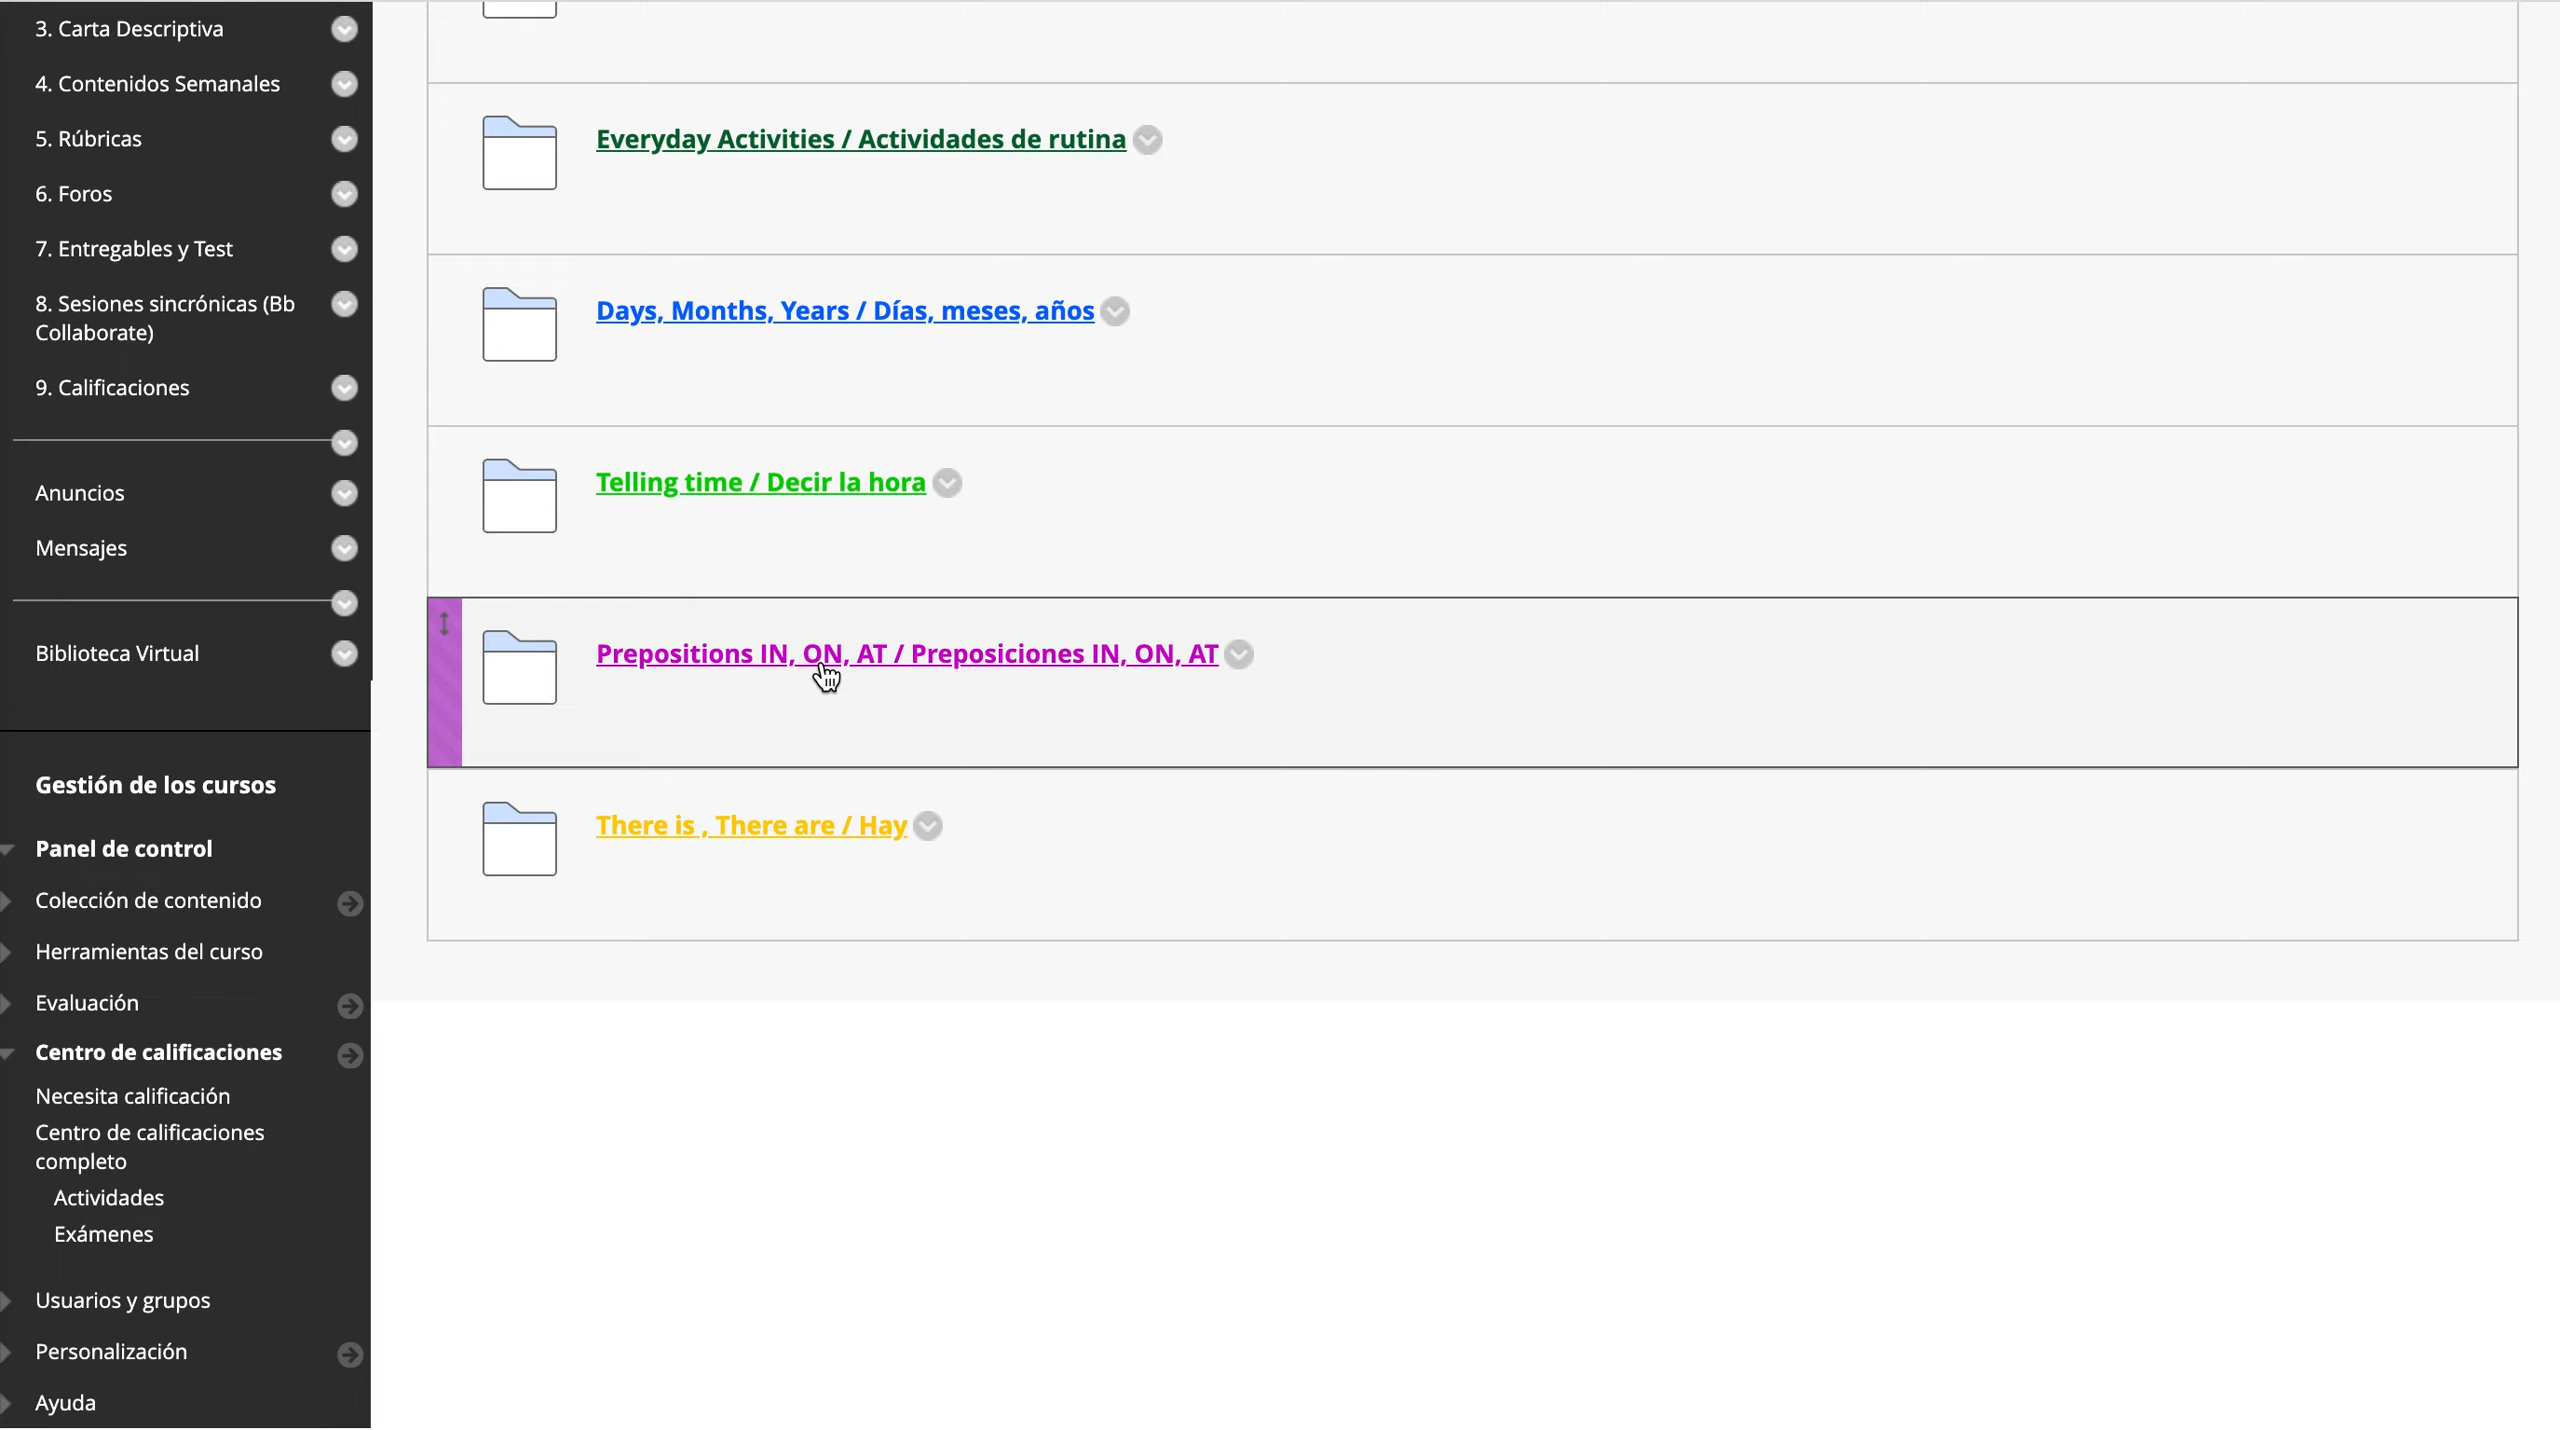 3. Carta Descriptiva
4. Contenidos Semanales
5. Rúbricas
6. Foros
7. Entregables y Test
8. Sesiones sincrónicas (Bb
Collaborate)
9. Calificaciones
Anuncios
Mensajes
Biblioteca Virtual
Gestión de los cursos
Panel de control
Colección de contenido
Herramientas del curso
Evaluación
Centro de calificaciones
Necesita calificación
Centro de calificaciones
completo
Actividades
Exámenes
Usuarios y grupos
Personalización
Ayuda
Everyday Activities / Actividades de rutina
Days, Months, Years / Días, meses, años
Telling time / Decir la hora
Prepositions IN, ON, AT / Preposiciones IN, ON, AT
There is , There are / Hay